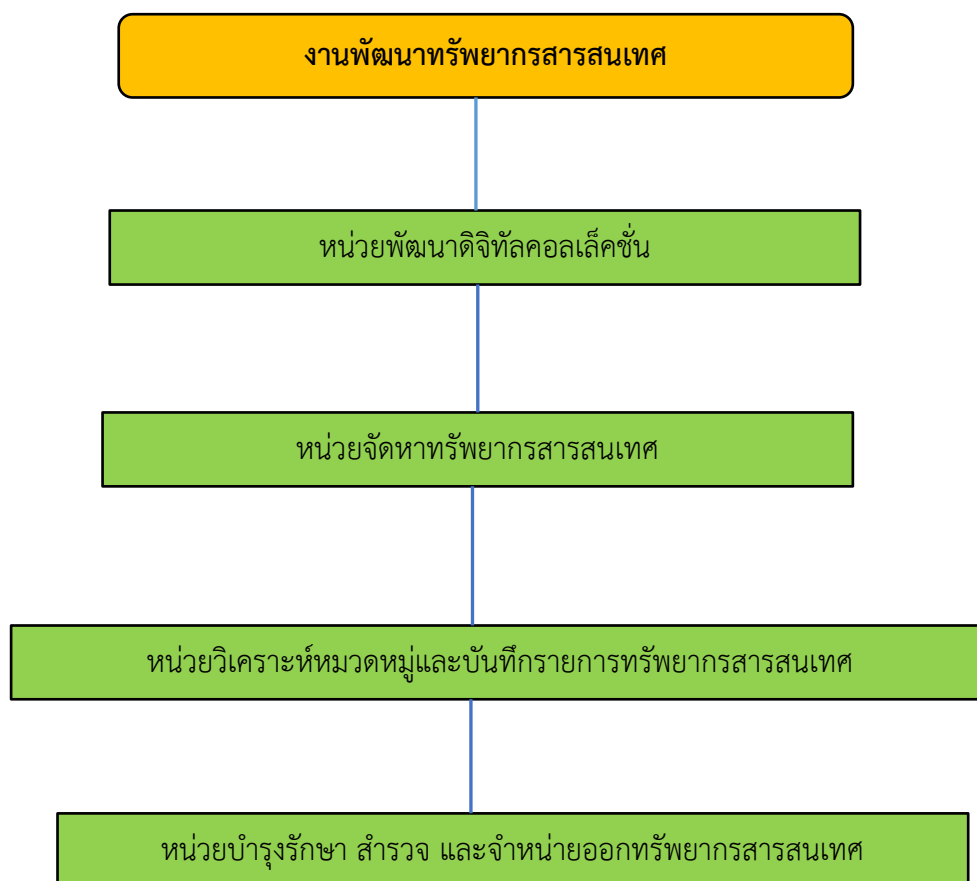 งานพัฒนาทรัพยากรสารสนเทศ
หน่วยพัฒนาดิจิทัลคอลเล็คชั่น
หน่วยจัดหาทรัพยากรสารสนเทศ
หน่วยวิเคราะห์หมวดหมู่และบันทึกรายการทรัพยากรสารสนเทศ
หน่วยบำรุงรักษา สำรวจ และจำหน่ายออกทรัพยากรสารสนเทศ